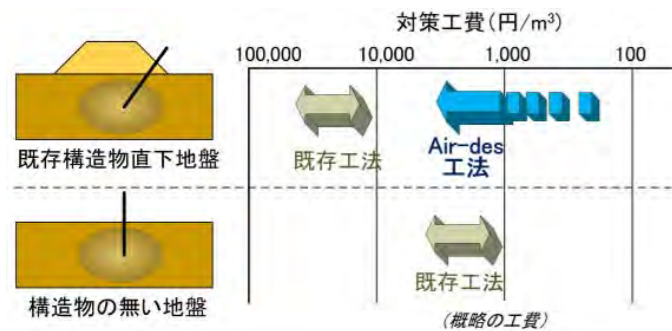 対策工費(円/m³)
100,000
10,000
1,000
100
既存構造物直下地盤
既存工法
Air-des
工法
既存工法
構造物の無い地盤
(概略の工費)